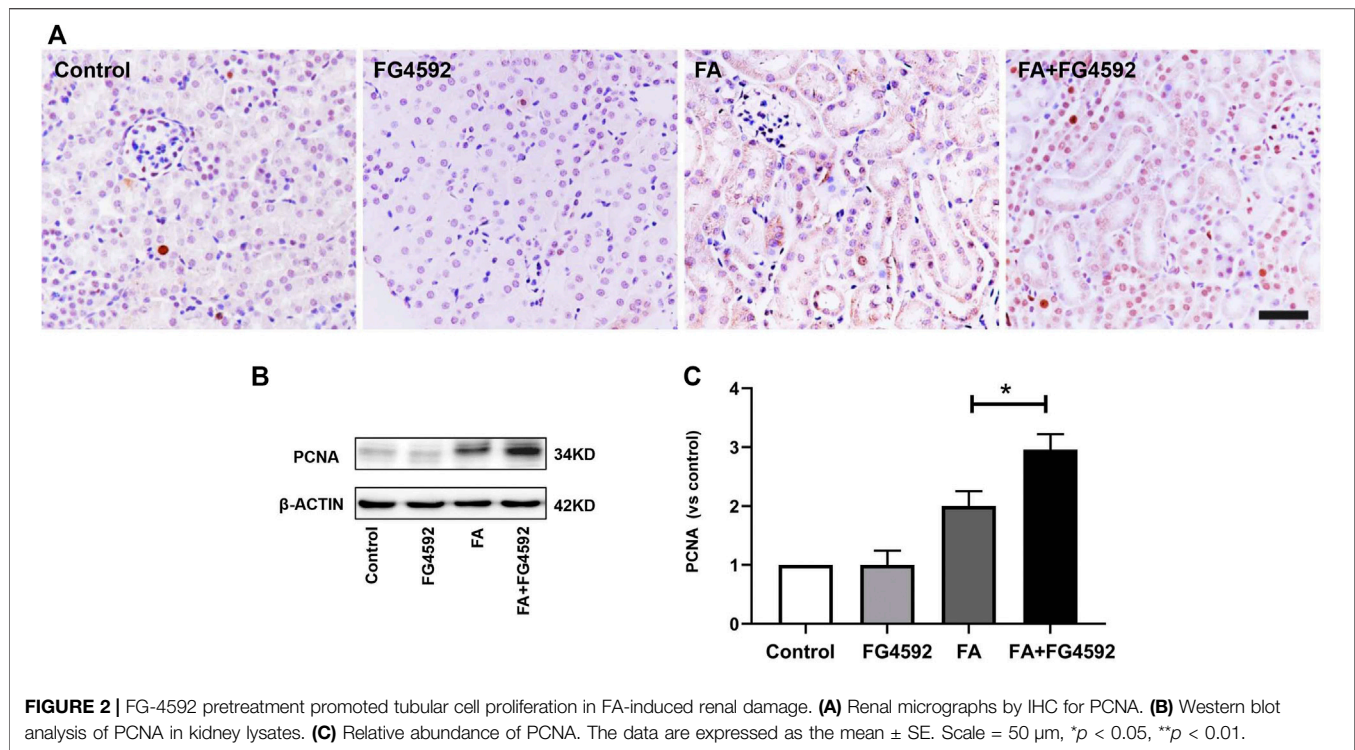 A
Control
FG4592
FA
FA+FG4592
B
PCNA
34KD
β-ACTIN
42KD
Control
FG4592
FA
FA+FG4592
C
PCNA (vs control)
4
3
2
1
0
*
Control
FG4592
FA
FA+FG4592
FIGURE 2 | FG-4592 pretreatment promoted tubular cell proliferation in FA-induced renal damage. (A) Renal micrographs by IHC for PCNA. (B) Western blot
analysis of PCNA in kidney lysates. (C) Relative abundance of PCNA. The data are expressed as the mean ± SE. Scale = 50 μm, *p < 0.05, **p < 0.01.